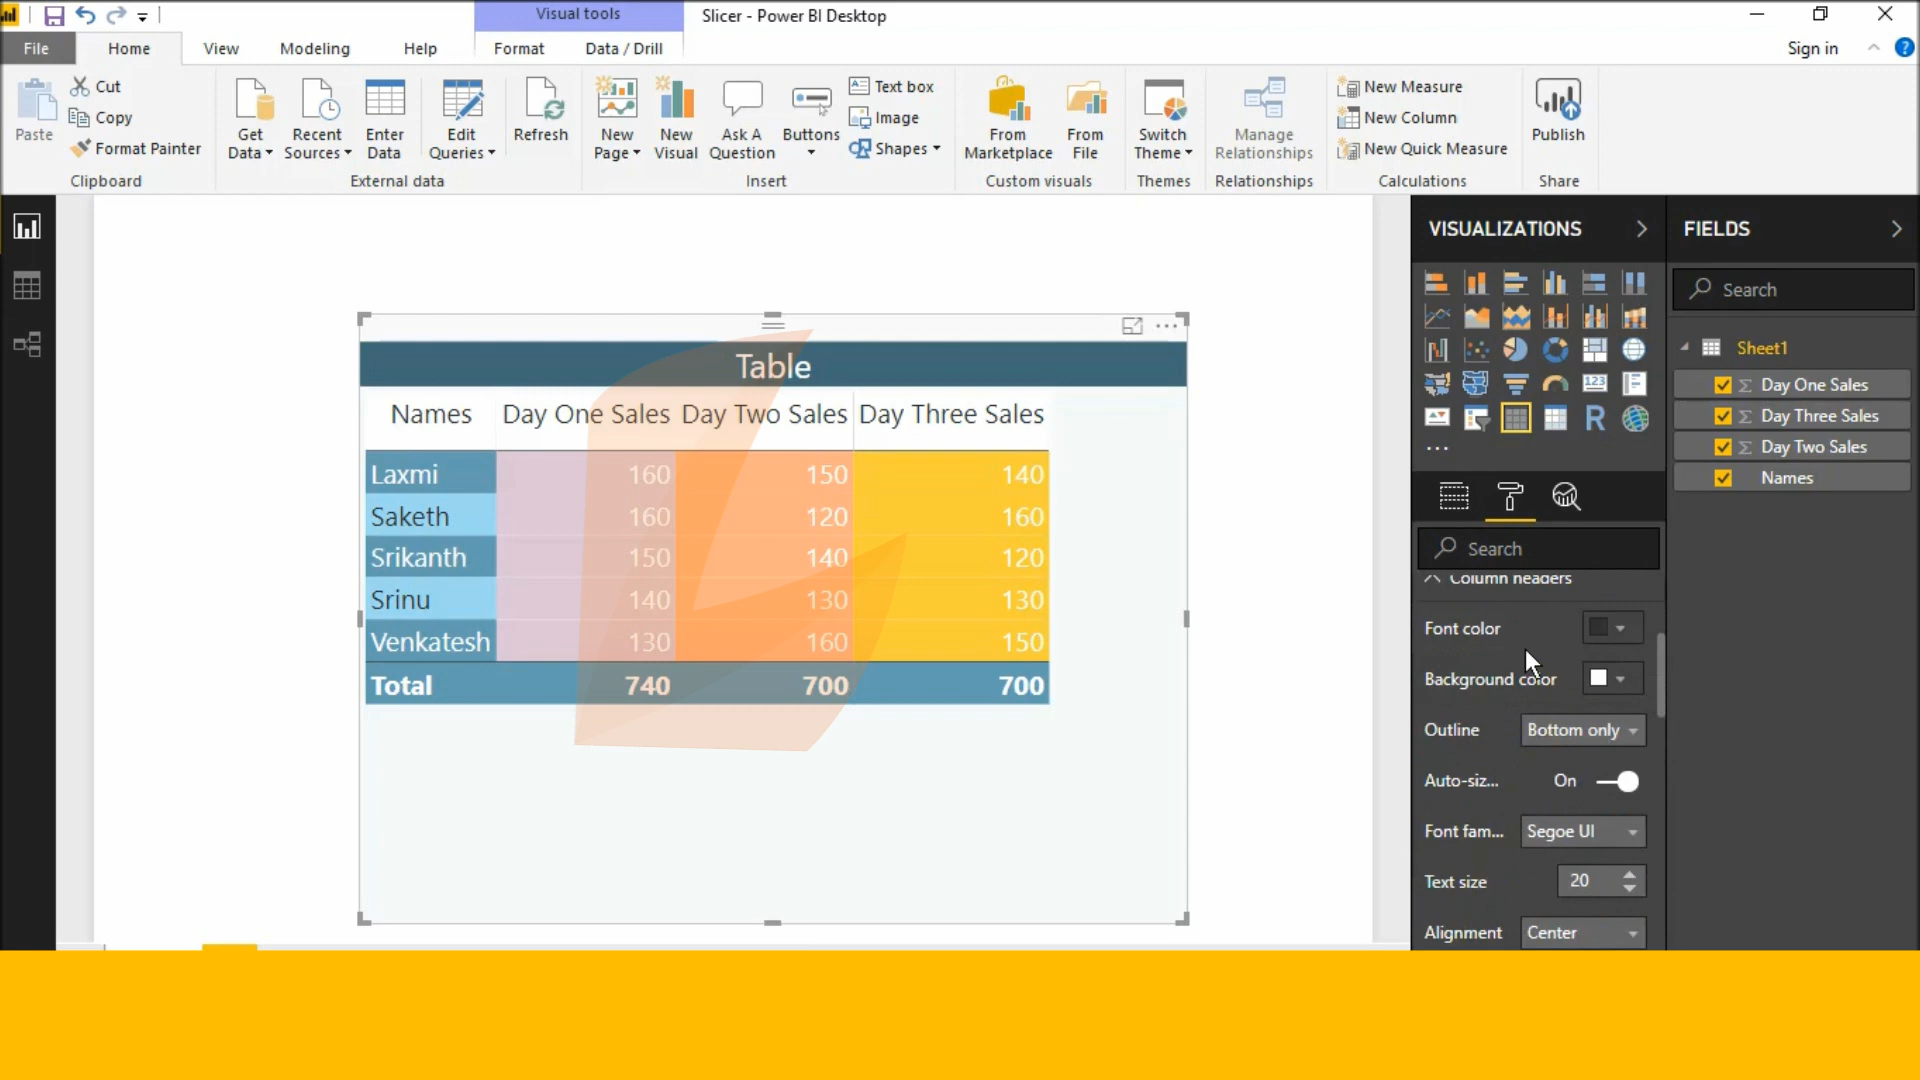 Visual tools
Slicer - Power BI Desktop
File Home View Modeling Help Format Data / Drill Sign in
Paste
Cut
Copy
Format Painter
Clipboard
Get Data
Recent Sources
Enter Data
Edit Queries
Refresh
External data
New Page
New Visual
Ask A Question
Buttons
Text box
Image
Shapes
Insert
From Marketplace
From File
Custom visuals
Switch Theme
Themes
Manage Relationships
Relationships
New Measure
New Column
New Quick Measure
Calculations
Publish
Share
Table
Names Day One Sales Day Two Sales Day Three Sales
Laxmi 160 150 140
Saketh 160 120 160
Srikanth 150 140 120
Srinu 140 130 130
Venkatesh 130 160 150
Total 740 700 700
VISUALIZATIONS
123
R
Search
Column headers
Font color
Background color
Outline Bottom only
Auto-siz... On
Font fam... Segoe UI
Text size 20
Alignment Center
FIELDS
Search
Sheet1
Day One Sales
Day Three Sales
Day Two Sales
Names